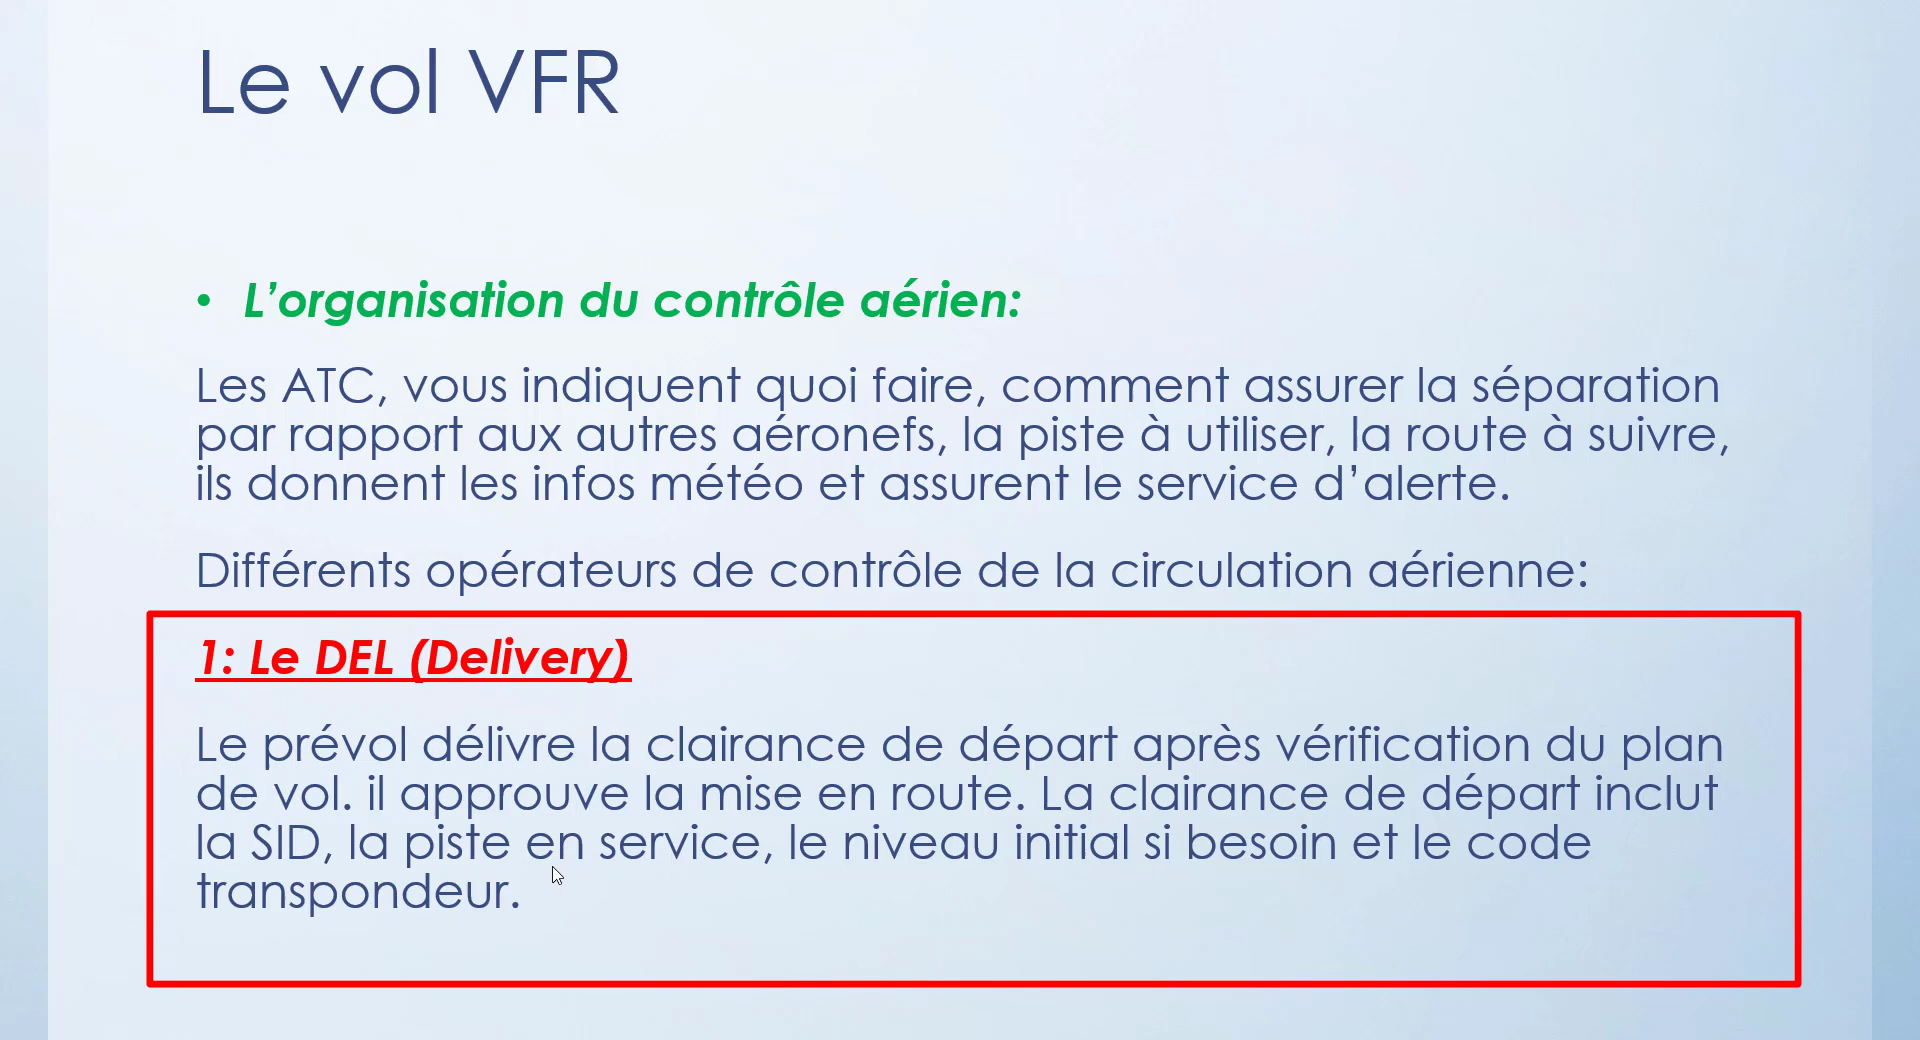 Le vol VFR
• L’organisation du contrôle aérien:
Les ATC, vous indiquent quoi faire, comment assurer la séparation
par rapport aux autres aéronefs, la piste à utiliser, la route à suivre,
ils donnent les infos météo et assurent le service d’alerte.
Différents opérateurs de contrôle de la circulation aérienne:
1: Le DEL (Delivery)
Le prévol délivre la clairance de départ après vérification du plan
de vol. il approuve la mise en route. La clairance de départ inclut
la SID, la piste en service, le niveau initial si besoin et le code
transpondeur.